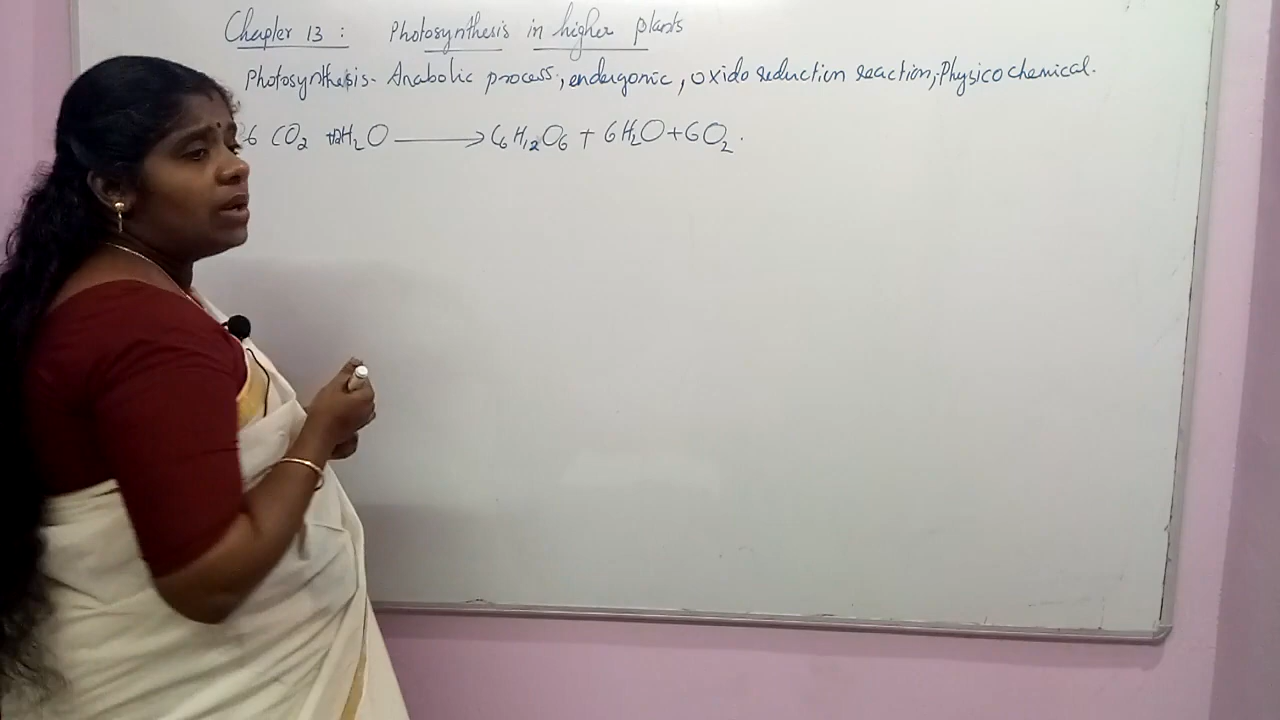 Chapter 13 : Photosynthesis in higher plants
Photosynthesis - Anabolic process, endergonic, oxido reduction reaction, Physico chemical.
6 CO2 +12H2O ⟶ C6H12O6 + 6H2O+6O2.